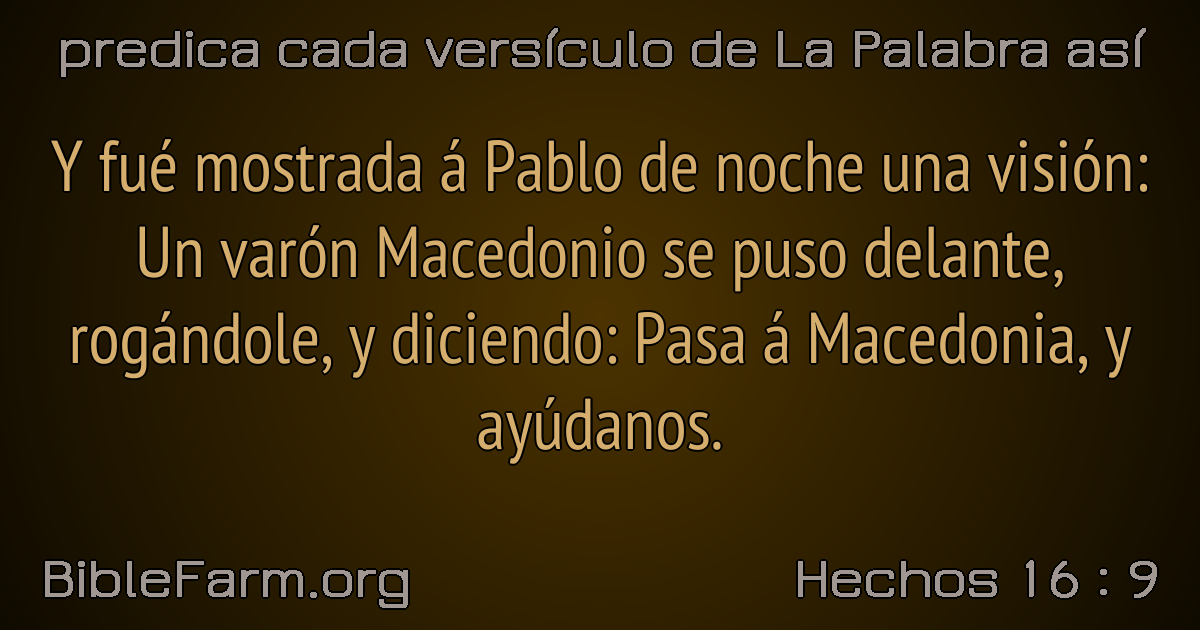 predica cada versículo de La Palabra así
Y fué mostrada á Pablo de noche una visión:
Un varón Macedonio se puso delante,
rogándole, y diciendo: Pasa á Macedonia, y
ayúdanos.
BibleFarm.org
Hechos 16 : 9